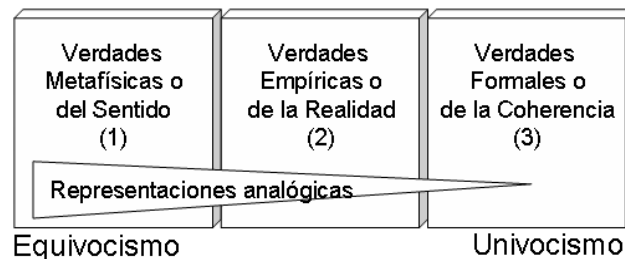 Verdades
Metafísicas o
del Sentido
(1)
Verdades
Empíricas o
de la Realidad
(2)
Verdades
Formales o
de la Coherencia
(3)
Representaciones analógicas
Equivocismo
Univocismo